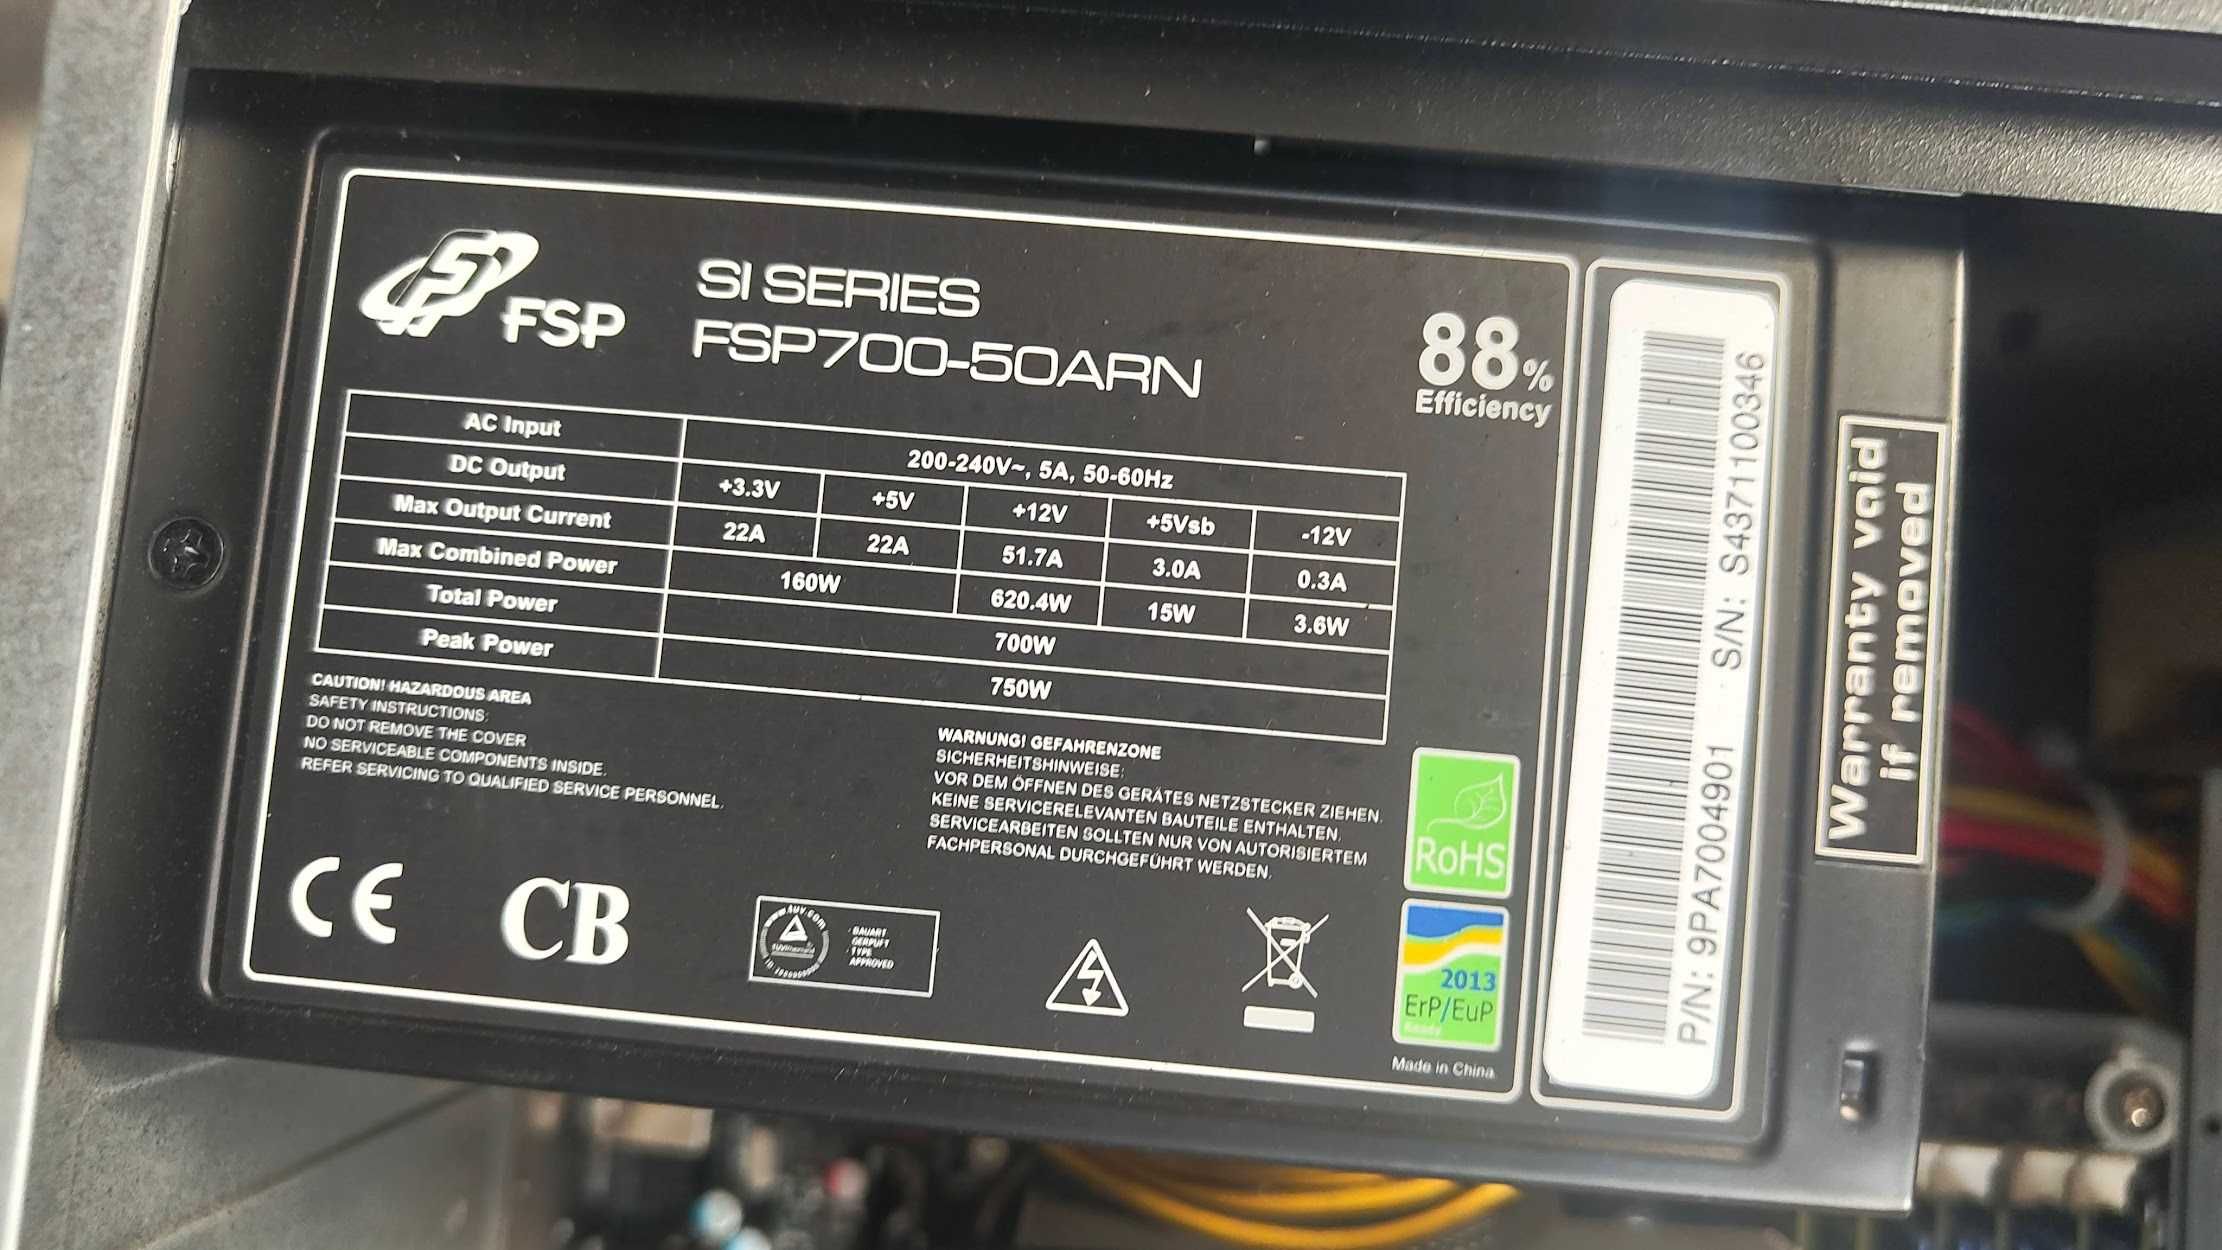 FSP
SI SERIES
FSP700-50ARN
88%
Efficiency
AC Input 200-240V~, 5A, 50-60Hz
DC Output +3.3V +5V +12V +5Vsb -12V
Max Output Current 22A 22A 51.7A 3.0A 0.3A
Max Combined Power 160W 620.4W 15W 3.6W
Total Power 700W
Peak Power 750W
CAUTION! HAZARDOUS AREA
SAFETY INSTRUCTIONS:
DO NOT REMOVE THE COVER
NO SERVICEABLE COMPONENTS INSIDE.
REFER SERVICING TO QUALIFIED SERVICE PERSONNEL.
WARNUNG! GEFAHRENZONE
SICHERHEITSHINWEISE:
VOR DEM ÖFFNEN DES GERÄTES NETZSTECKER ZIEHEN.
KEINE SERVICERELEVANTEN BAUTEILE ENTHALTEN.
SERVICEARBEITEN SOLLTEN NUR VON AUTORISIERTEM
FACHPERSONAL DURCHGEFÜHRT WERDEN.
CE
CB
www.tuv.com
BAUART
GEPRÜFT
TYPE
APPROVED
RoHS
2013
ErP/EuP
Ready
Made in China
P/N: 9PA7004901 S/N: S4371100346
Warranty void
if removed